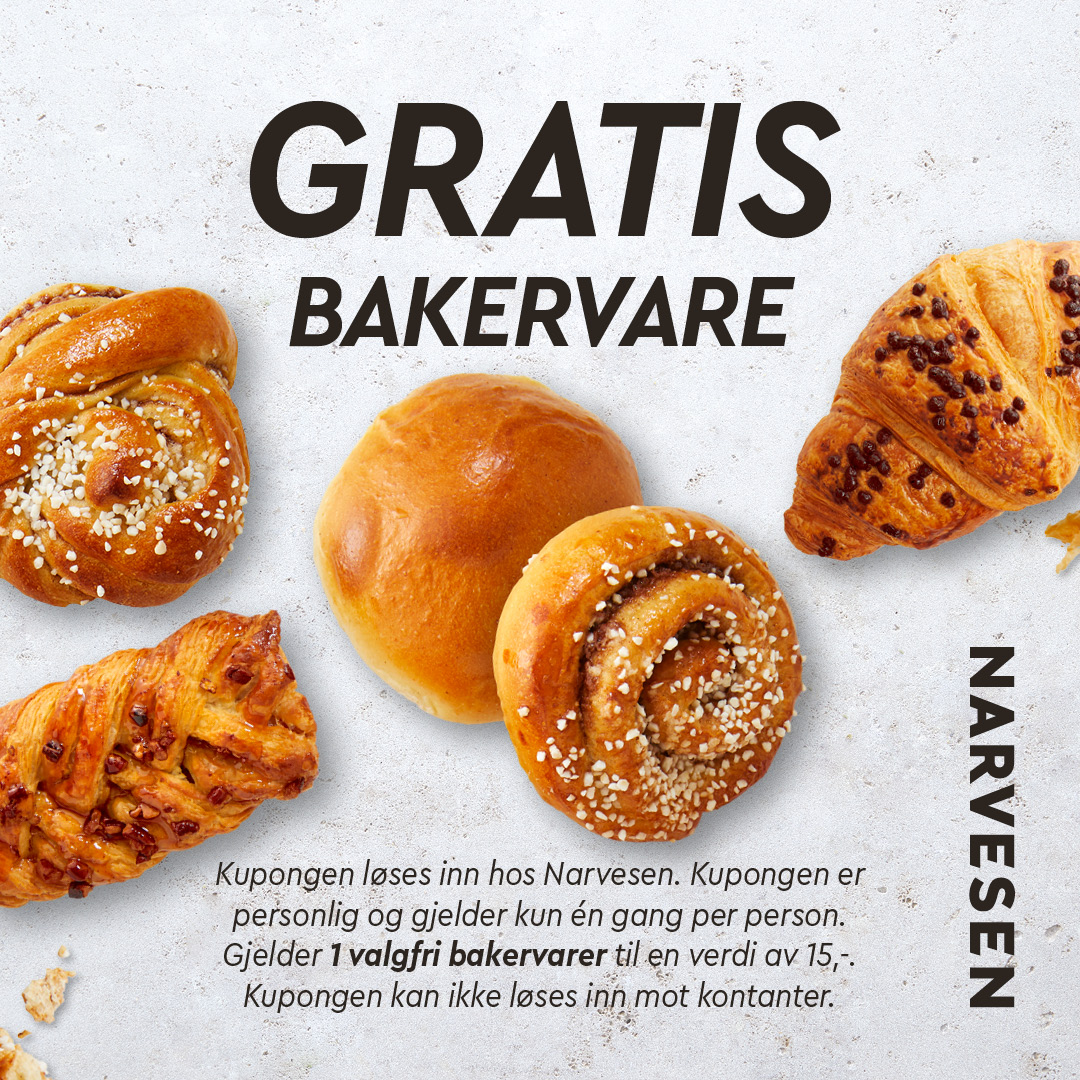 GRATIS
BAKERVARE
NARVESEN
Kupongen løses inn hos Narvesen. Kupongen er
personlig og gjelder kun én gang per person.
Gjelder 1 valgfri bakervarer til en verdi av 15,-.
Kupongen kan ikke løses inn mot kontanter.